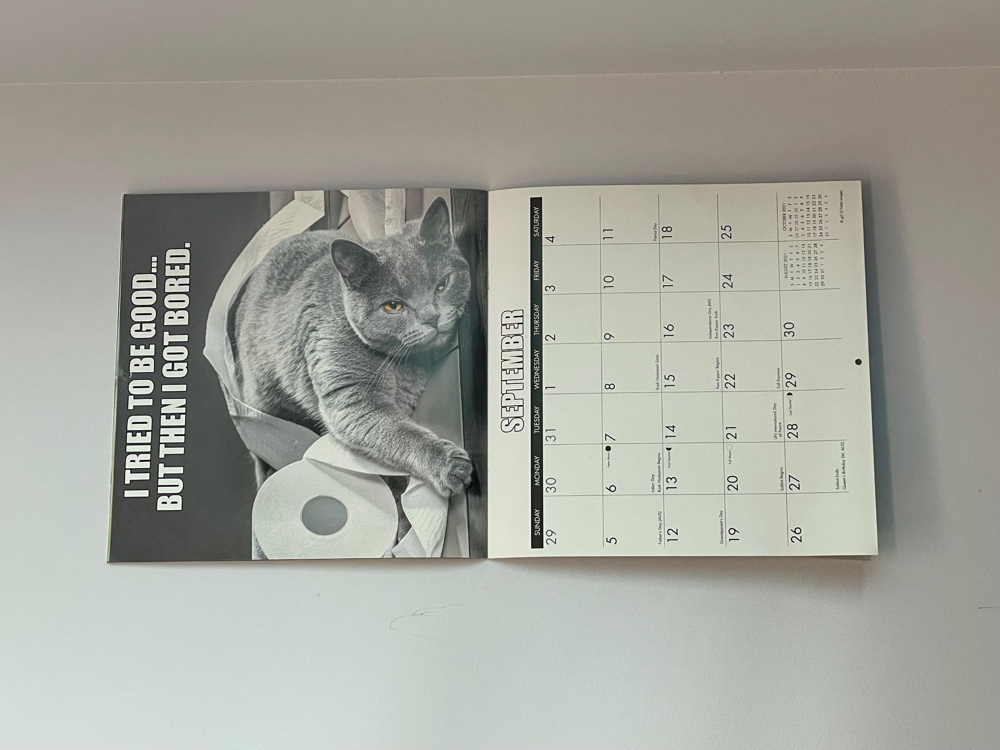 I TRIED TO BE GOOD...
BUT THEN I GOT BORED.
SEPTEMBER
SUNDAY MONDAY TUESDAY WEDNESDAY THURSDAY FRIDAY SATURDAY
29 30 31 1 2 3 4
5 6 7 8 9 10 11
New Moon
Father's Day (AUS)
Labor Day
Rosh Hashanah Begins
Rosh Hashanah Ends
Patriot Day
12 13 14 15 16 17 18
First Quarter
Grandparent's Day
Yom Kippur Begins
Independence Day (MX)
Yom Kippur Ends
19 20 21 22 23 24 25
Full Moon
Sukkot Begins
UN International Day
of Peace
Fall Equinox
26 27 28 29 30
Last Quarter
Sukkot Ends
Queen's Birthday (W. AUS)
AUGUST 2021
S M T W T F S
1 2 3 4 5 6 7
8 9 10 11 12 13 14
15 16 17 18 19 20 21
22 23 24 25 26 27 28
29 30 31 1 2 3 4
OCTOBER 2021
S M T W T F S
26 27 28 29 30 1 2
3 4 5 6 7 8 9
10 11 12 13 14 15 16
17 18 19 20 21 22 23
24 25 26 27 28 29 30
31 1 2 3 4 5 6
© g215/Getty Images